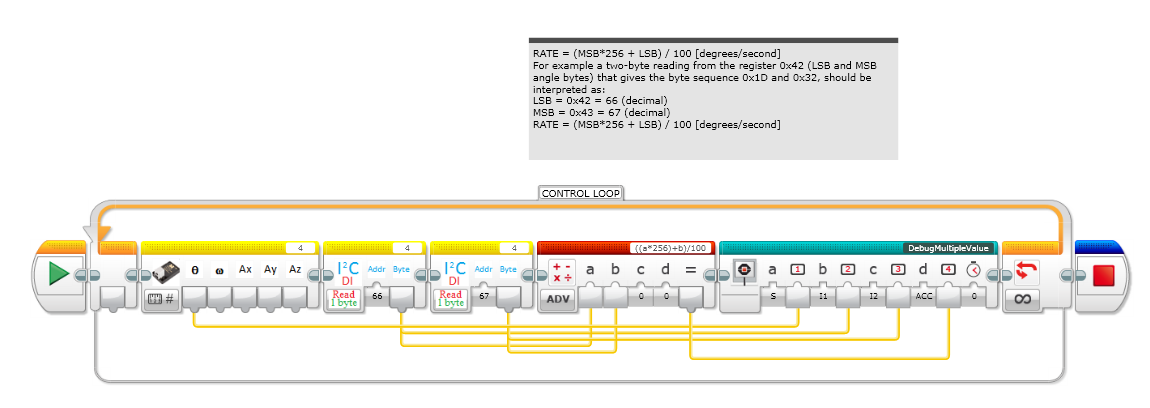 RATE = (MSB*256 + LSB) / 100 [degrees/second]
For example a two-byte reading from the register 0x42 (LSB and MSB
angle bytes) that gives the byte sequence 0x1D and 0x32, should be
interpreted as:
LSB = 0x42 = 66 (decimal)
MSB = 0x43 = 67 (decimal)
RATE = (MSB*256 + LSB) / 100 [degrees/second]
CONTROL LOOP
4 4 4 ((a*256)+b)/100 DebugMultipleValue
θ ω Ax Ay Az I²C Addr Byte I²C Addr Byte + - × ÷ a b c d = a 1 b 2 c 3 d 4
DI DI
# Read 1 byte 66 Read 1 byte 67 ADV 0 0 S I1 I2 ACC 0 ∞